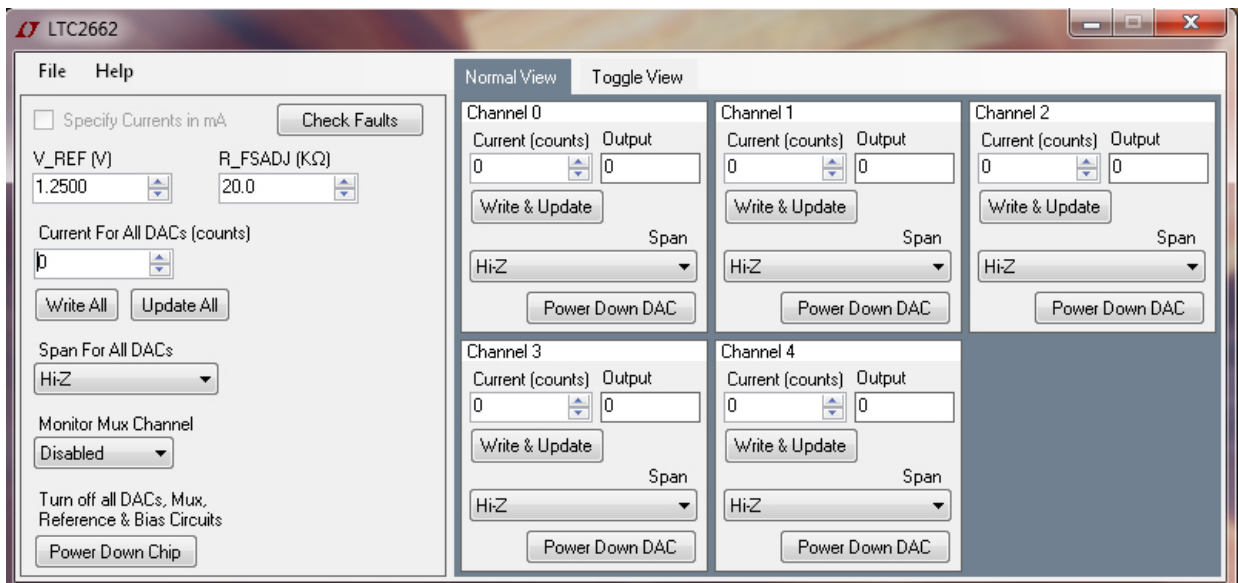 LTC2662
File Help
Specify Currents in mA
Check Faults
V_REF (V) R_FSADJ (KΩ)
1.2500 20.0
Current For All DACs (counts)
0
Write All Update All
Span For All DACs
Hi-Z
Monitor Mux Channel
Disabled
Turn off all DACs, Mux,
Reference & Bias Circuits
Power Down Chip
Normal View Toggle View
Channel 0
Current (counts) Output
0 0
Write & Update
Span
Hi-Z
Power Down DAC
Channel 1
Current (counts) Output
0 0
Write & Update
Span
Hi-Z
Power Down DAC
Channel 2
Current (counts) Output
0 0
Write & Update
Span
Hi-Z
Power Down DAC
Channel 3
Current (counts) Output
0 0
Write & Update
Span
Hi-Z
Power Down DAC
Channel 4
Current (counts) Output
0 0
Write & Update
Span
Hi-Z
Power Down DAC